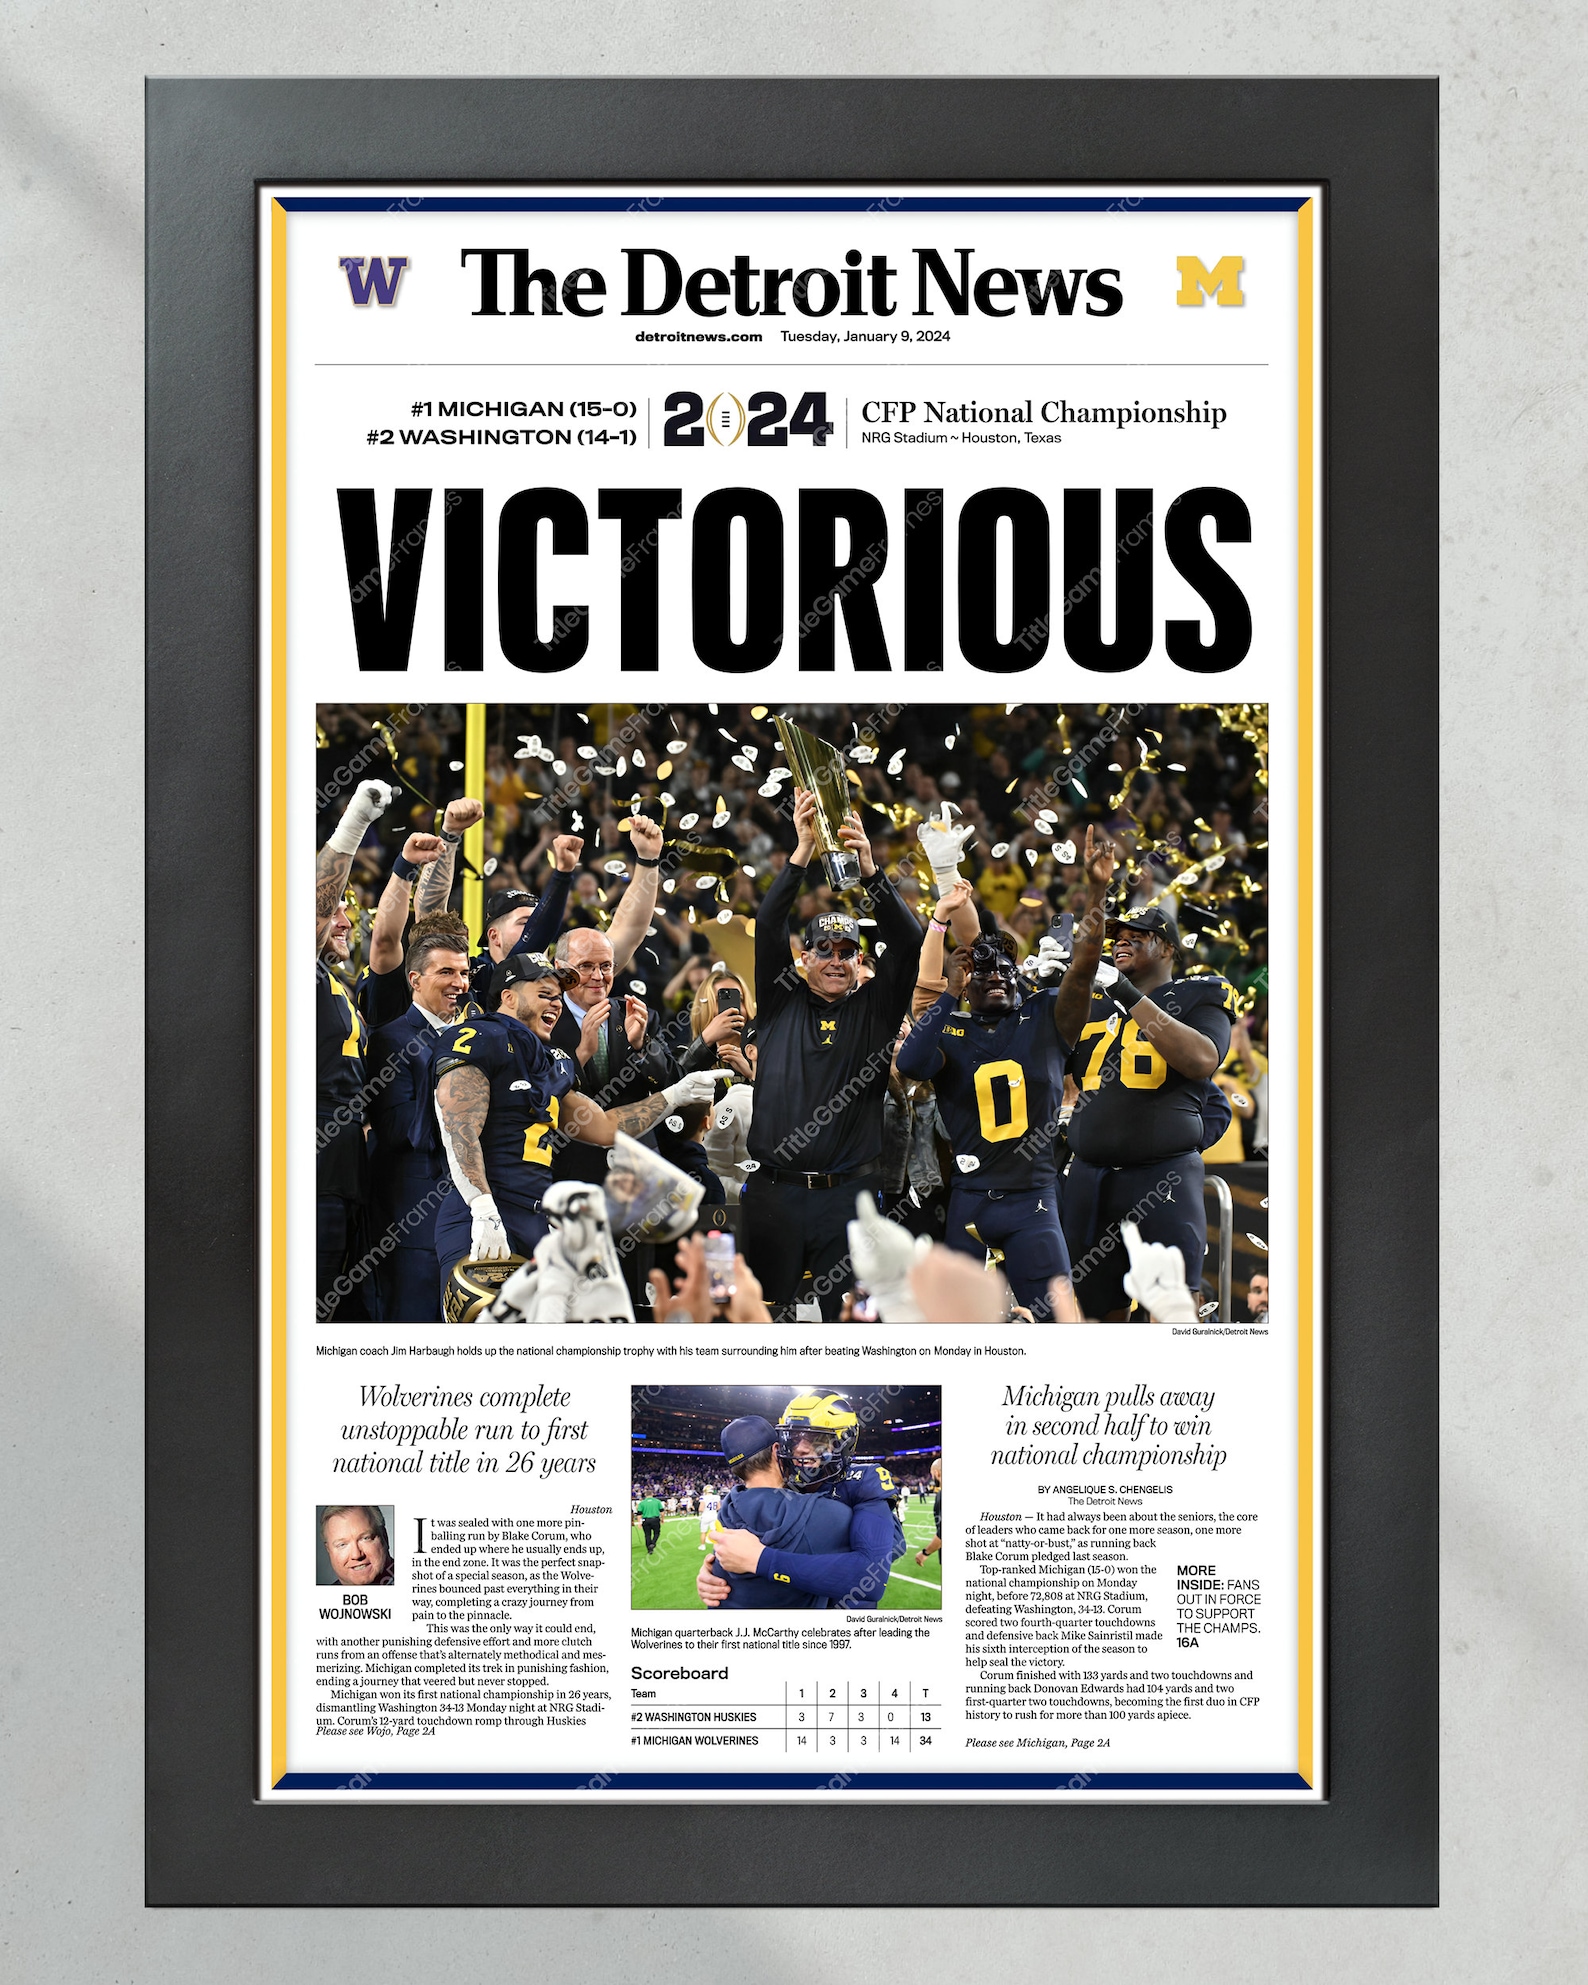 W
The Detroit News
M
detroitnews.com Tuesday, January 9, 2024
#1 MICHIGAN (15-0)
#2 WASHINGTON (14-1)
2024
CFP National Championship
NRG Stadium ~ Houston, Texas
VICTORIOUS
CHAMPS
2
2
0
78
David Guralnick/Detroit News
Michigan coach Jim Harbaugh holds up the national championship trophy with his team surrounding him after beating Washington on Monday in Houston.
Wolverines complete
unstoppable run to first
national title in 26 years
BOB
WOJNOWSKI
Houston
It was sealed with one more pin-
balling run by Blake Corum, who
ended up where he usually ends up,
in the end zone. It was the perfect snap-
shot of a special season, as the Wolve-
rines bounced past everything in their
way, completing a crazy journey from
pain to the pinnacle.
This was the only way it could end,
with another punishing defensive effort and more clutch
runs from an offense that's alternately methodical and mes-
merizing. Michigan completed its trek in punishing fashion,
ending a journey that veered but never stopped.
Michigan won its first national championship in 26 years,
dismantling Washington 34-13 Monday night at NRG Stadi-
um. Corum's 12-yard touchdown romp through Huskies
Please see Wojo, Page 2A
David Guralnick/Detroit News
Michigan quarterback J.J. McCarthy celebrates after leading the
Wolverines to their first national title since 1997.
Scoreboard
Team 1 2 3 4 T
#2 WASHINGTON HUSKIES 3 7 3 0 13
#1 MICHIGAN WOLVERINES 14 3 3 14 34
Michigan pulls away
in second half to win
national championship
BY ANGELIQUE S. CHENGELIS
The Detroit News
Houston — It had always been about the seniors, the core
of leaders who came back for one more season, one more
shot at "natty-or-bust," as running back
Blake Corum pledged last season.
Top-ranked Michigan (15-0) won the
national championship on Monday
night, before 72,808 at NRG Stadium,
defeating Washington, 34-13. Corum
scored two fourth-quarter touchdowns
and defensive back Mike Sainristil made
his sixth interception of the season to
help seal the victory.
Corum finished with 133 yards and two touchdowns and
running back Donovan Edwards had 104 yards and two
first-quarter two touchdowns, becoming the first duo in CFP
history to rush for more than 100 yards apiece.
Please see Michigan, Page 2A
MORE
INSIDE: FANS
OUT IN FORCE
TO SUPPORT
THE CHAMPS.
16A
TitleGameFrames